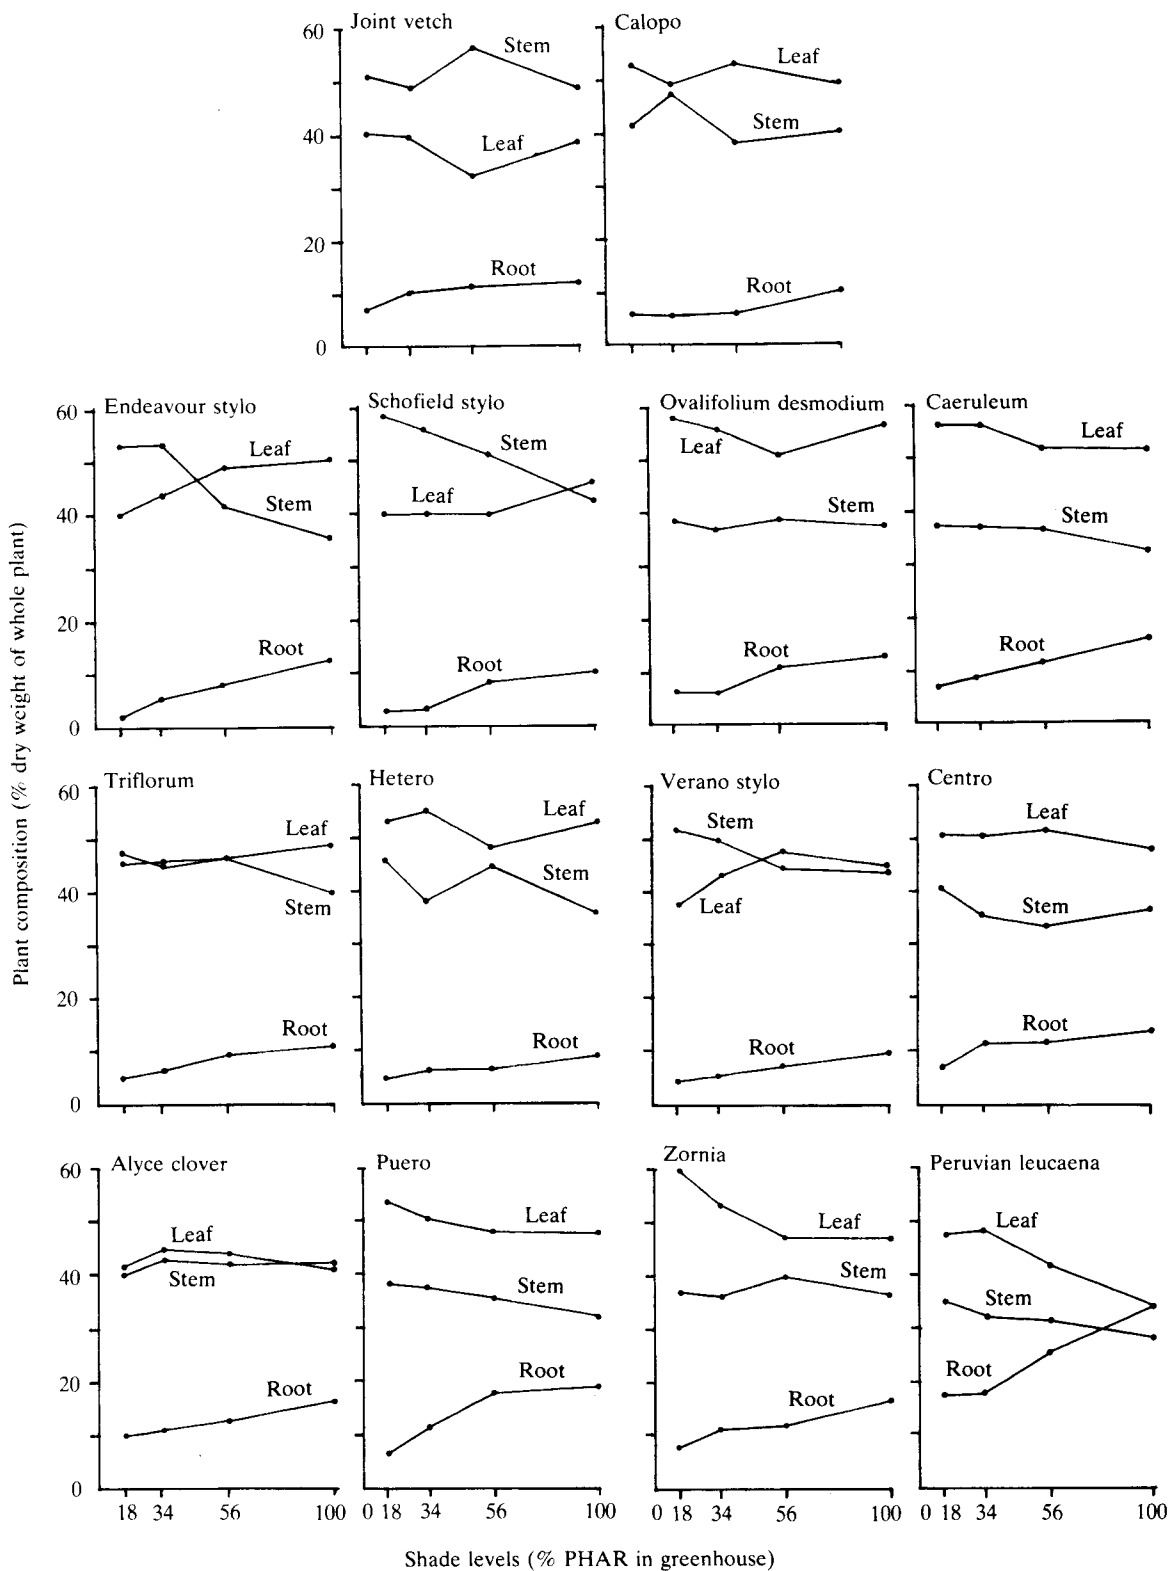 Joint vetch
60
Stem
40
Leaf
20
Root
0
Calopo
Leaf
Stem
Root
Plant composition (% dry weight of whole plant)
Endeavour stylo
60
Leaf
40
Stem
20
Root
0
Schofield stylo
Stem
Leaf
Root
Ovalifolium desmodium
Leaf
Stem
Root
Caeruleum
Leaf
Stem
Root
Triflorum
60
Leaf
40
Stem
20
Root
0
Hetero
Leaf
Stem
Root
Verano stylo
Stem
Leaf
Root
Centro
Leaf
Stem
Root
Alyce clover
60
Leaf
40
Stem
20
Root
0
18 34 56 100
Puero
Leaf
Stem
Root
0 34 56 100
Zornia
Leaf
Stem
Root
0 18 34 56 100
Peruvian leucaena
Leaf
Stem
Root
0 18 34 56 100
Shade levels (% PHAR in greenhouse)